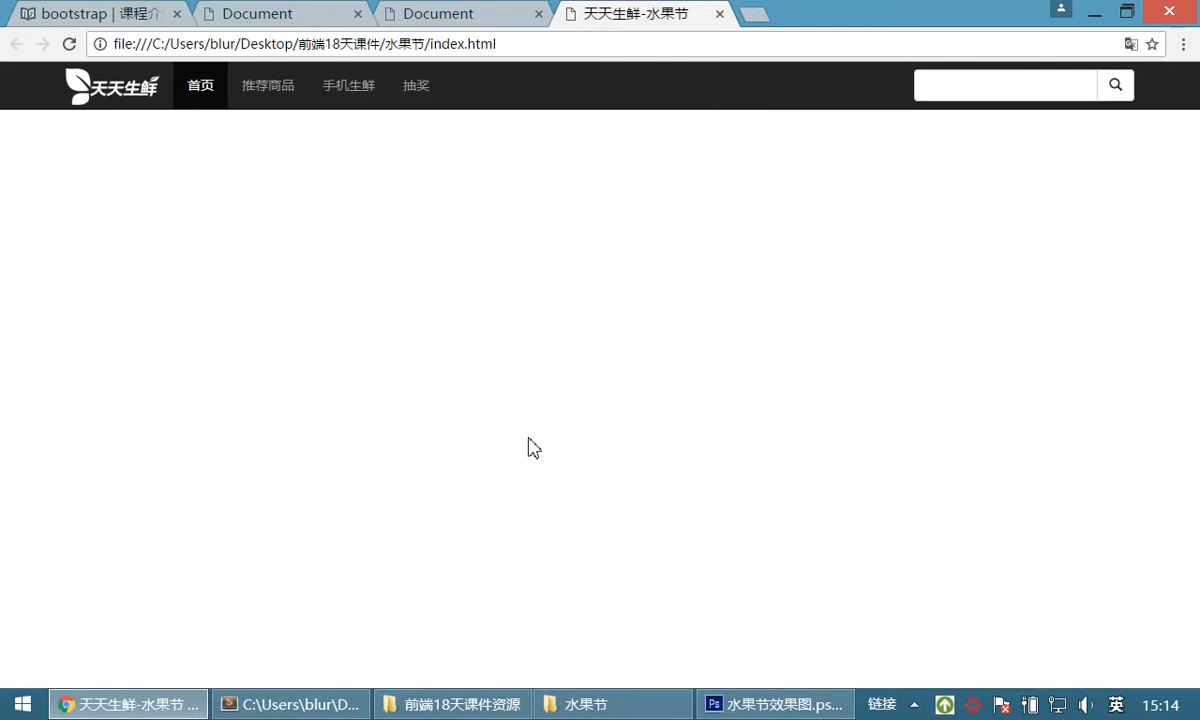 bootstrap | 课程介
Document
Document
天天生鲜-水果节
file:///C:/Users/blur/Desktop/前端18天课件/水果节/index.html
天天生鲜
首页
推荐商品
手机生鲜
抽奖
天天生鲜-水果节 ...
C:\Users\blur\D...
前端18天课件资源
水果节
Ps
水果节效果图.ps...
链接
英
15:14